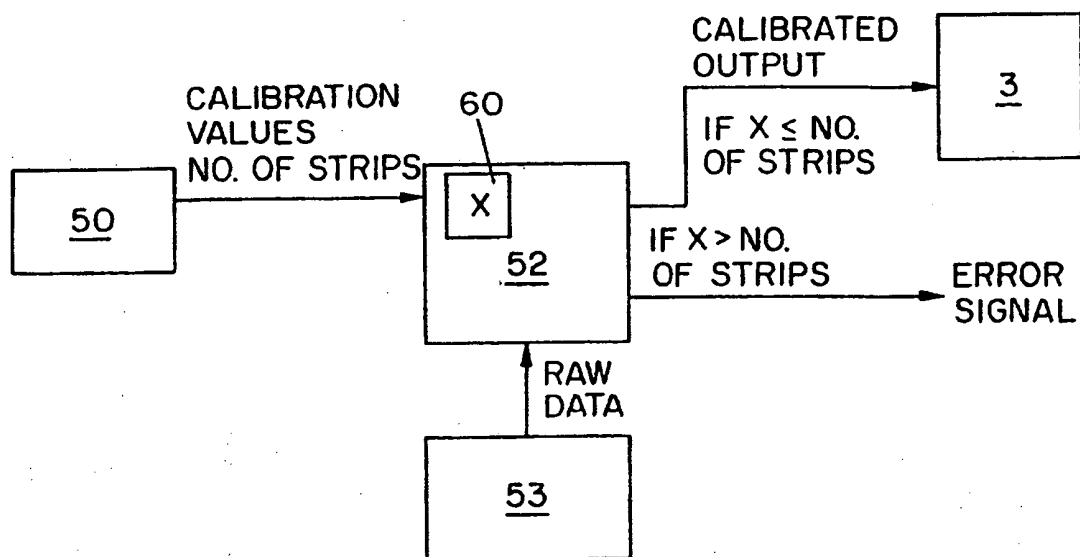 CALIBRATED
OUTPUT
3
CALIBRATION
VALUES
NO. OF STRIPS
60
IF X ≤ NO.
OF STRIPS
50
X
52
IF X > NO.
OF STRIPS
ERROR
SIGNAL
RAW
DATA
53